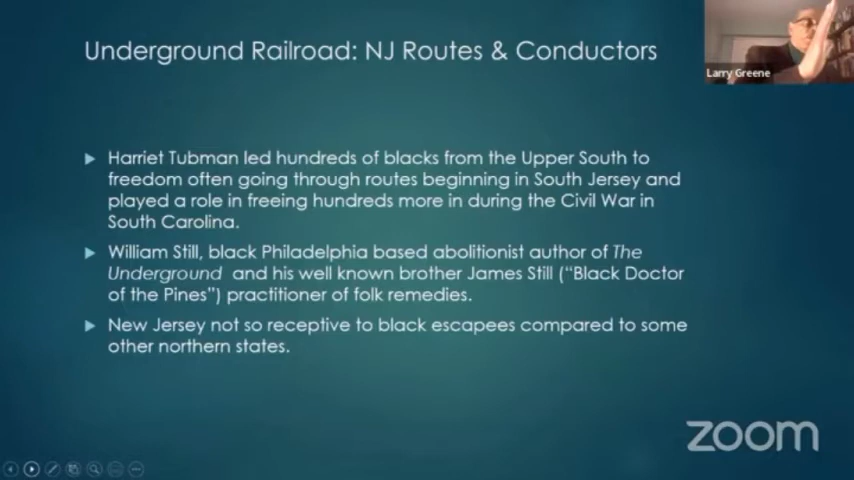 Underground Railroad: NJ Routes & Conductors
Larry Greene
Harriet Tubman led hundreds of blacks from the Upper South to
freedom often going through routes beginning in South Jersey and
played a role in freeing hundreds more in during the Civil War in
South Carolina.
William Still, black Philadelphia based abolitionist author of The
Underground and his well known brother James Still (“Black Doctor
of the Pines”) practitioner of folk remedies.
New Jersey not so receptive to black escapees compared to some
other northern states.
zoom